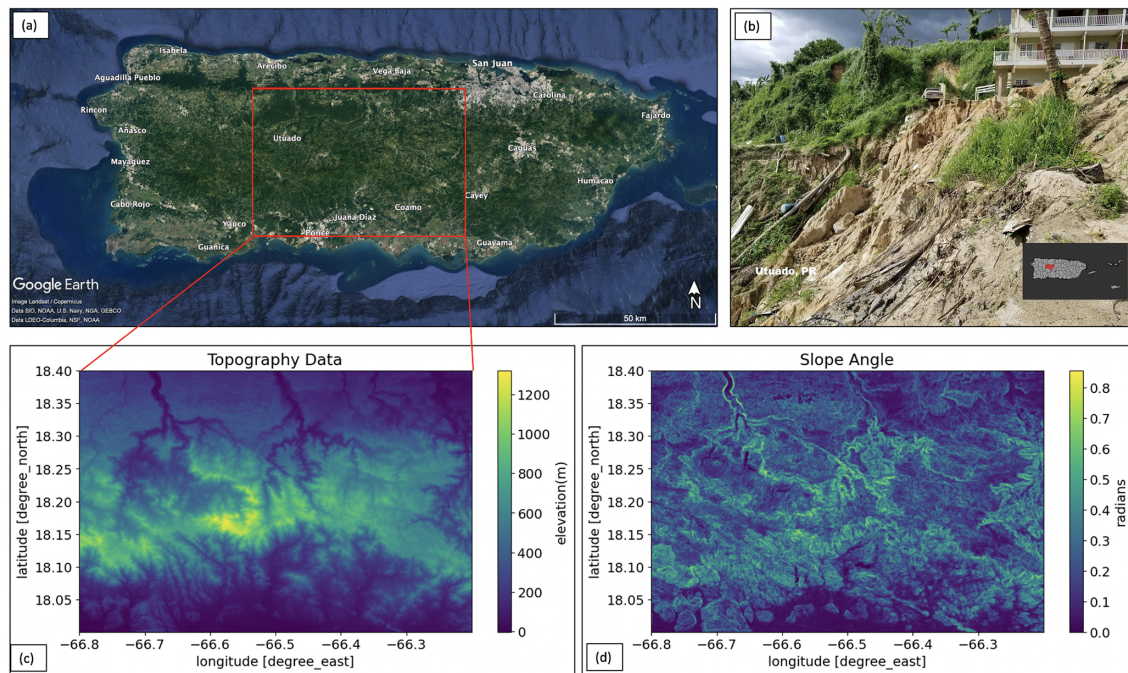 (a)
Isabela
Arecibo
Vega Baja
San Juan
Aguadilla Pueblo
Carolina
Rincon
Fajardo
Añasco
Utuado
Caguas
Mayaguez
Humacao
Cayey
Cabo Rojo
Coamo
Juana Diaz
Yauco
Ponce
Guanica
Guayama
Google Earth
Image Landsat / Copernicus
Data SIO, NOAA, U.S. Navy, NGA, GEBCO
Data LDEO-Columbia, NSF, NOAA
N
50 km
(b)
Utuado, PR
Topography Data
18.40
18.35
18.30
18.25
18.20
18.15
18.10
18.05
latitude [degree_north]
−66.8
−66.7
−66.6
−66.5
−66.4
−66.3
longitude [degree_east]
1200
1000
800
600
400
200
0
elevation(m)
(c)
Slope Angle
18.40
18.35
18.30
18.25
18.20
18.15
18.10
18.05
latitude [degree_north]
−66.8
−66.7
−66.6
−66.5
−66.4
−66.3
longitude [degree_east]
0.8
0.7
0.6
0.5
0.4
0.3
0.2
0.1
0.0
radians
(d)